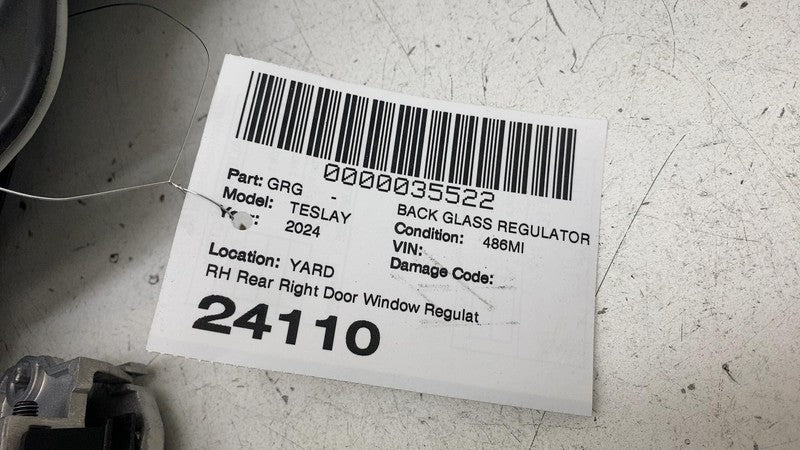 0000035522
Part: GRG - BACK GLASS REGULATOR
Model: TESLAY Condition: 486MI
2024 VIN:
Location: YARD Damage Code:
RH Rear Right Door Window Regulat
24110